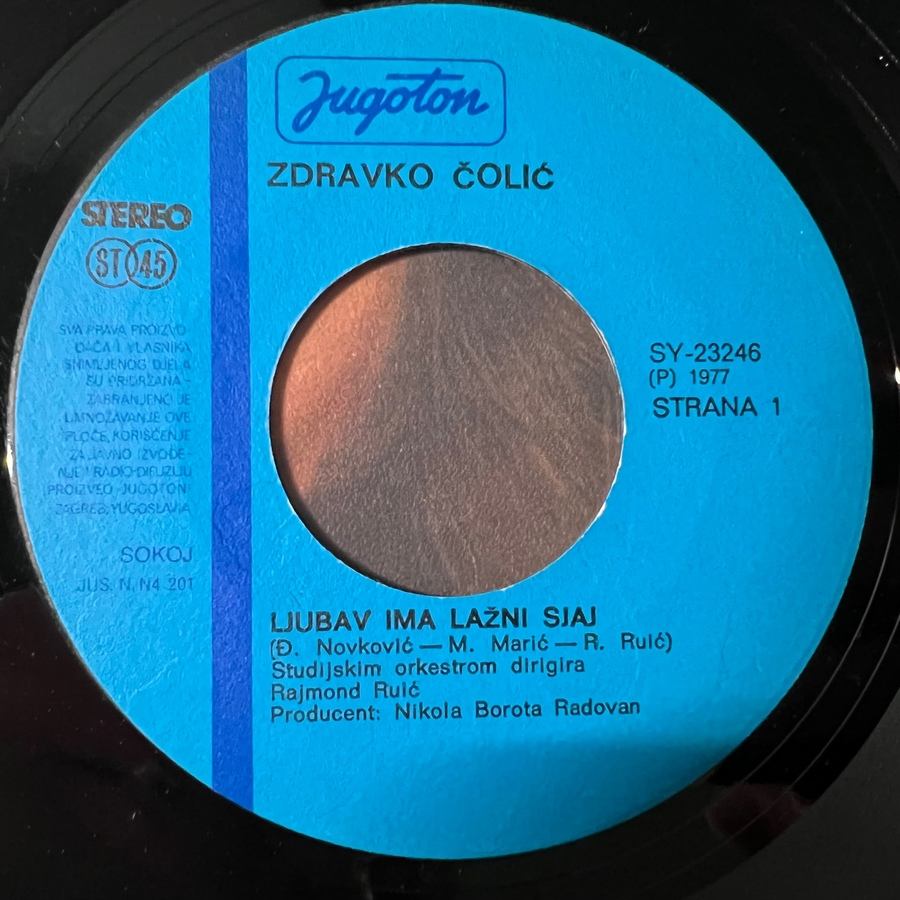 Jugoton
ZDRAVKO ČOLIĆ
STEREO
ST 45
SVA PRAVA PROIZVO-
ĐAČA I VLASNIKA
SNIMLJENOG DJELA
SU PRIDRŽANA -
ZABRANJENO JE
UMNOŽAVANJE OVE
PLOČE, KORIŠĆENJE
ZA JAVNO IZVOĐE-
NJE I RADIO-DIFUZIJU
PROIZVEO JUGOTON
ZAGREB, YUGOSLAVIA
SOKOJ
JUS. N. N4 201
SY-23246
(P) 1977
STRANA 1
LJUBAV IMA LAŽNI SJAJ
(Đ. Novković — M. Marić — R. Ruić)
Studijskim orkestrom dirigira
Rajmond Ruić
Producent: Nikola Borota Radovan